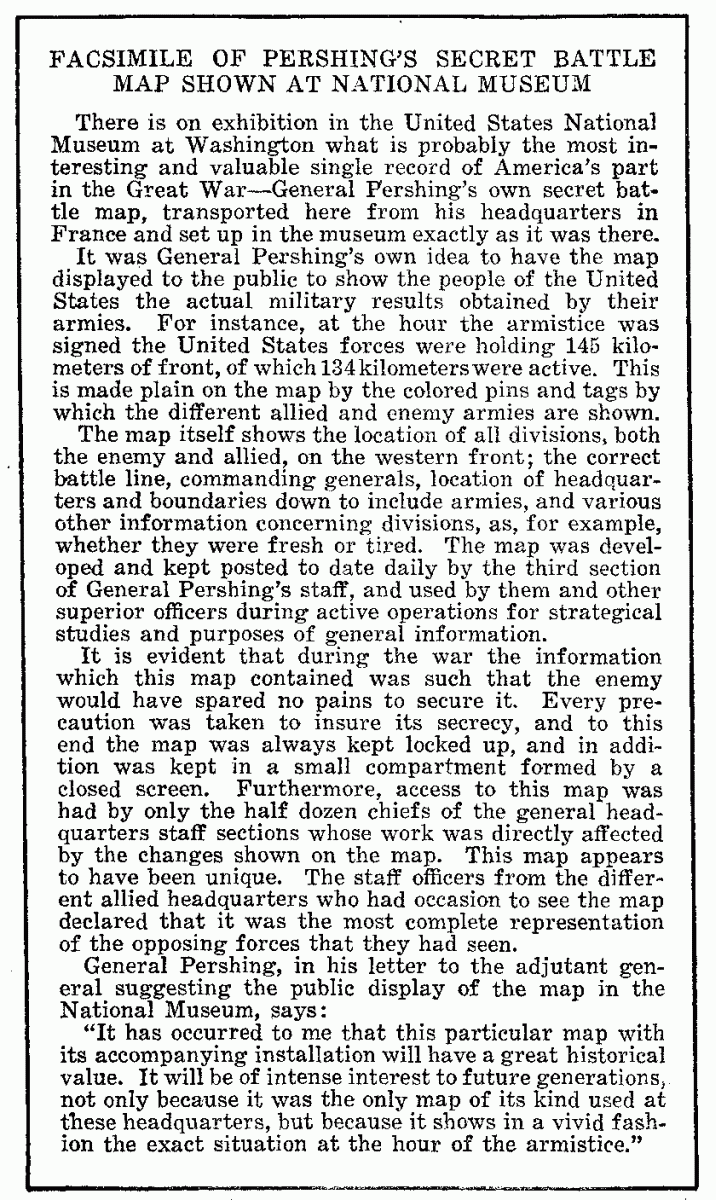 FACSIMILE OF PERSHING'S SECRET BATTLE
MAP SHOWN AT NATIONAL MUSEUM
There is on exhibition in the United States National
Museum at Washington what is probably the most in-
teresting and valuable single record of America's part
in the Great War—General Pershing's own secret bat-
tle map, transported here from his headquarters in
France and set up in the museum exactly as it was there.
It was General Pershing's own idea to have the map
displayed to the public to show the people of the United
States the actual military results obtained by their
armies. For instance, at the hour the armistice was
signed the United States forces were holding 145 kilo-
meters of front, of which 134 kilometers were active. This
is made plain on the map by the colored pins and tags by
which the different allied and enemy armies are shown.
The map itself shows the location of all divisions, both
the enemy and allied, on the western front; the correct
battle line, commanding generals, location of headquar-
ters and boundaries down to include armies, and various
other information concerning divisions, as, for example,
whether they were fresh or tired. The map was devel-
oped and kept posted to date daily by the third section
of General Pershing's staff, and used by them and other
superior officers during active operations for strategical
studies and purposes of general information.
It is evident that during the war the information
which this map contained was such that the enemy
would have spared no pains to secure it. Every pre-
caution was taken to insure its secrecy, and to this
end the map was always kept locked up, and in addi-
tion was kept in a small compartment formed by a
closed screen. Furthermore, access to this map was
had by only the half dozen chiefs of the general head-
quarters staff sections whose work was directly affected
by the changes shown on the map. This map appears
to have been unique. The staff officers from the differ-
ent allied headquarters who had occasion to see the map
declared that it was the most complete representation
of the opposing forces that they had seen.
General Pershing, in his letter to the adjutant gen-
eral suggesting the public display of the map in the
National Museum, says:
"It has occurred to me that this particular map with
its accompanying installation will have a great historical
value. It will be of intense interest to future generations,
not only because it was the only map of its kind used at
these headquarters, but because it shows in a vivid fash-
ion the exact situation at the hour of the armistice."